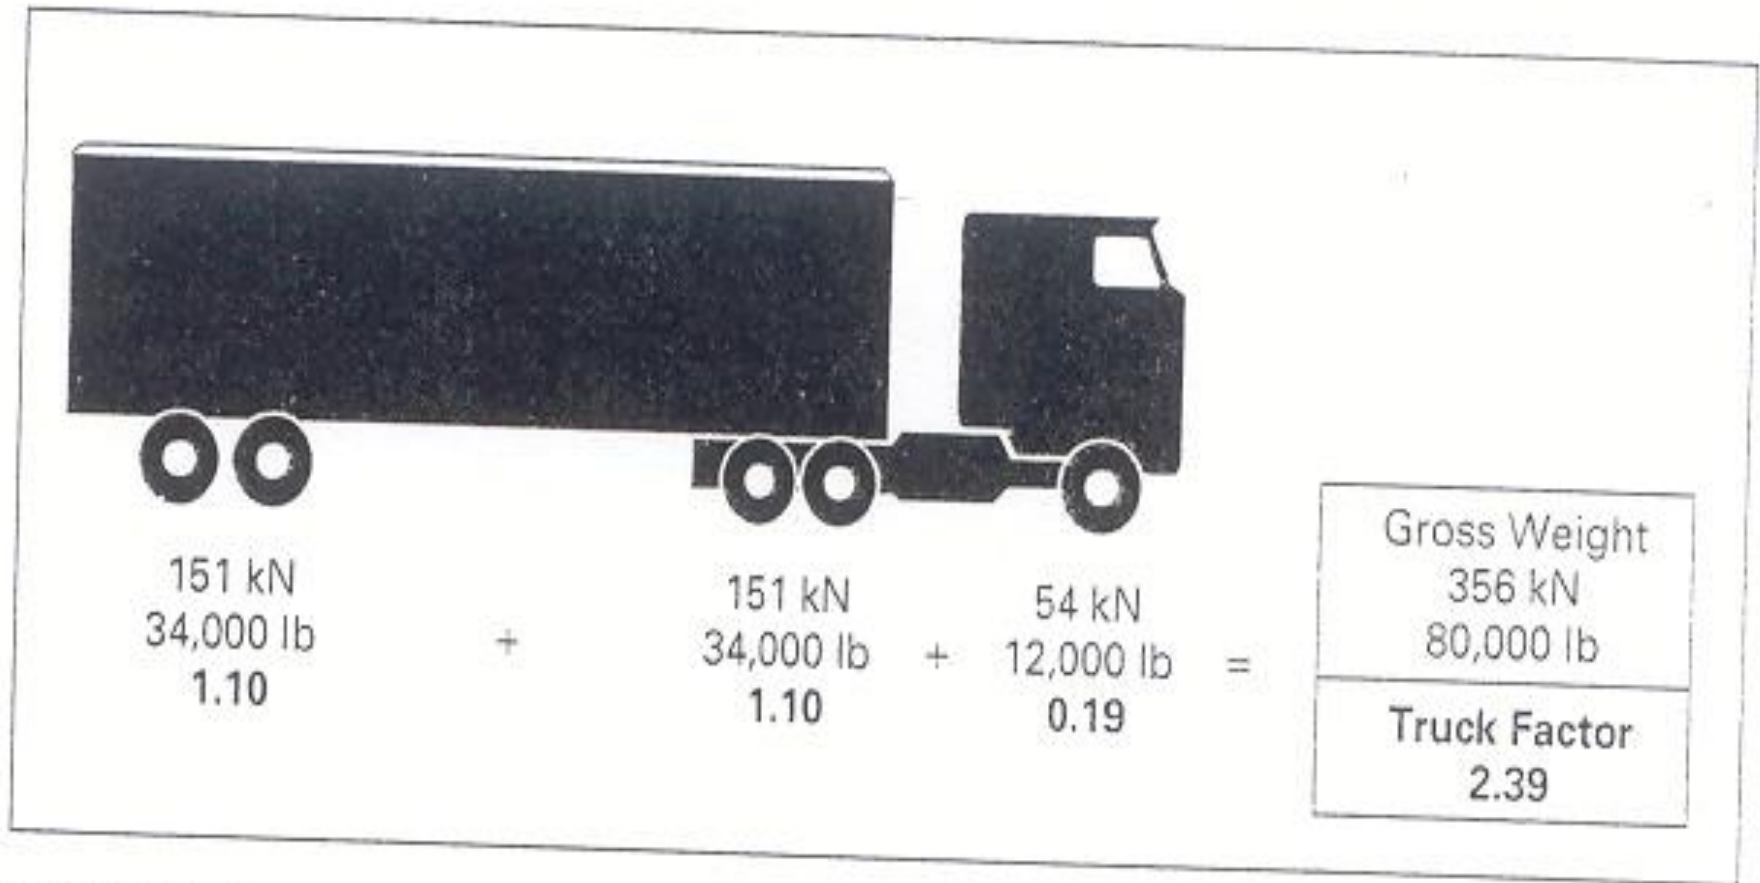 151 kN
34,000 lb
1.10
+
151 kN
34,000 lb
1.10
+
54 kN
12,000 lb
0.19
=
Gross Weight
356 kN
80,000 lb
Truck Factor
2.39